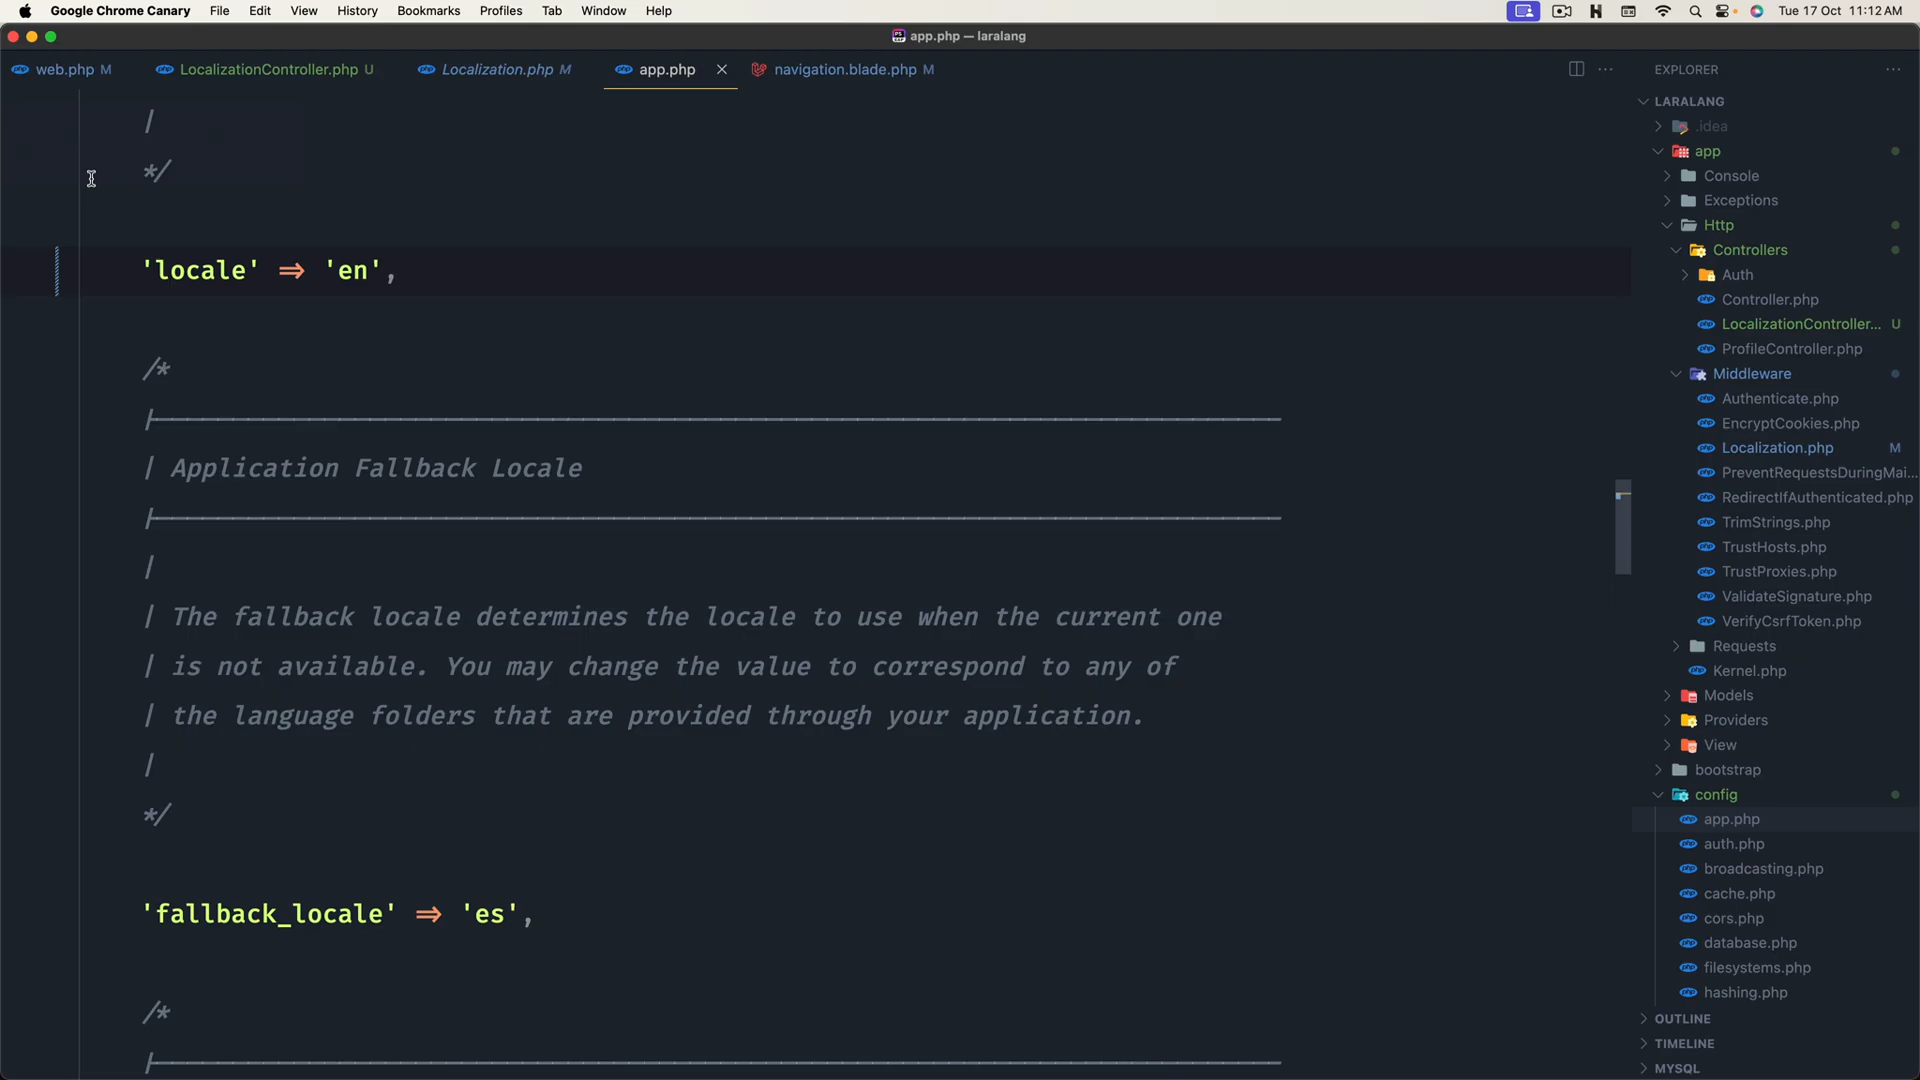 Google Chrome Canary File Edit View History Bookmarks Profiles Tab Window Help Tue 17 Oct 11:12 AM
app.php — laralang
web.php M LocalizationController.php U Localization.php M app.php navigation.blade.php M
|
*/
'locale' => 'en',
/*
|--------------------------------------------------------------------------
| Application Fallback Locale
|--------------------------------------------------------------------------
|
| The fallback locale determines the locale to use when the current one
| is not available. You may change the value to correspond to any of
| the language folders that are provided through your application.
|
*/
'fallback_locale' => 'es',
/*
|--------------------------------------------------------------------------
EXPLORER
LARALANG
.idea
app
Console
Exceptions
Http
Controllers
Auth
Controller.php
LocalizationController... U
ProfileController.php
Middleware
Authenticate.php
EncryptCookies.php
Localization.php M
PreventRequestsDuringMai...
RedirectIfAuthenticated.php
TrimStrings.php
TrustHosts.php
TrustProxies.php
ValidateSignature.php
VerifyCsrfToken.php
Requests
Kernel.php
Models
Providers
View
bootstrap
config
app.php
auth.php
broadcasting.php
cache.php
cors.php
database.php
filesystems.php
hashing.php
OUTLINE
TIMELINE
MYSQL